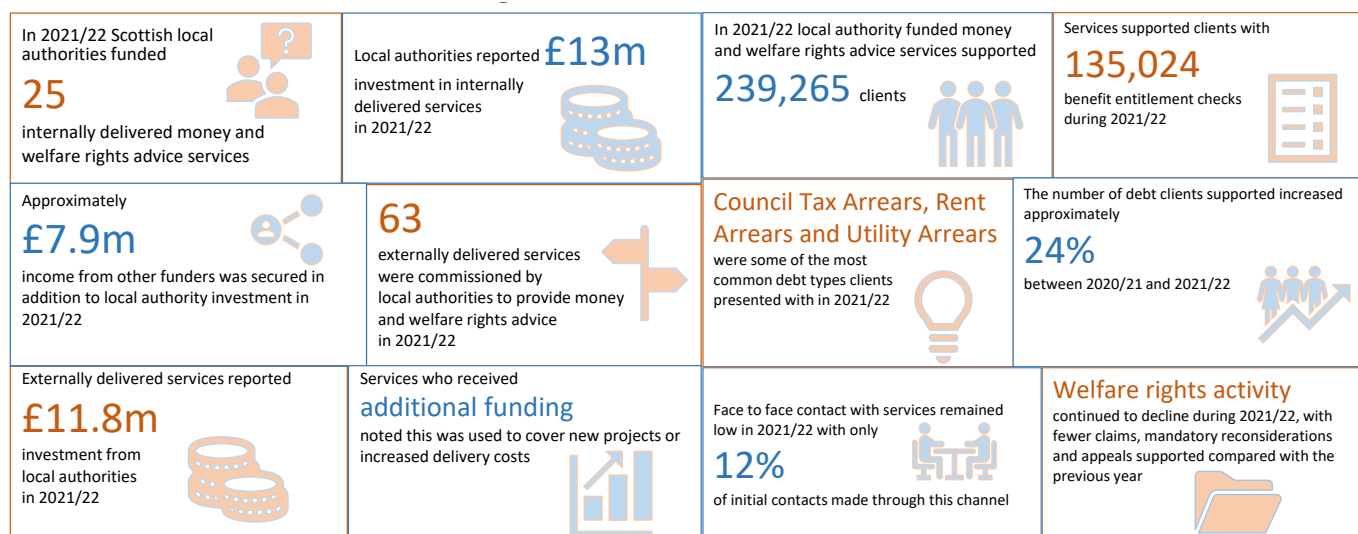 In 2021/22 Scottish local
authorities funded
25
internally delivered money and
welfare rights advice services
Local authorities reported £13m
investment in internally
delivered services
in 2021/22
In 2021/22 local authority funded money
and welfare rights advice services supported
239,265 clients
Services supported clients with
135,024
benefit entitlement checks
during 2021/22
Approximately
£7.9m
income from other funders was secured in
addition to local authority investment in
2021/22
63
externally delivered services
were commissioned by
local authorities to provide money
and welfare rights advice
in 2021/22
Council Tax Arrears, Rent
Arrears and Utility Arrears
were some of the most
common debt types clients
presented with in 2021/22
The number of debt clients supported increased
approximately
24%
between 2020/21 and 2021/22
Externally delivered services reported
£11.8m
investment from
local authorities
in 2021/22
Services who received
additional funding
noted this was used to cover new projects or
increased delivery costs
Face to face contact with services remained
low in 2021/22 with only
12%
of initial contacts made through this channel
Welfare rights activity
continued to decline during 2021/22, with
fewer claims, mandatory reconsiderations
and appeals supported compared with the
previous year
?